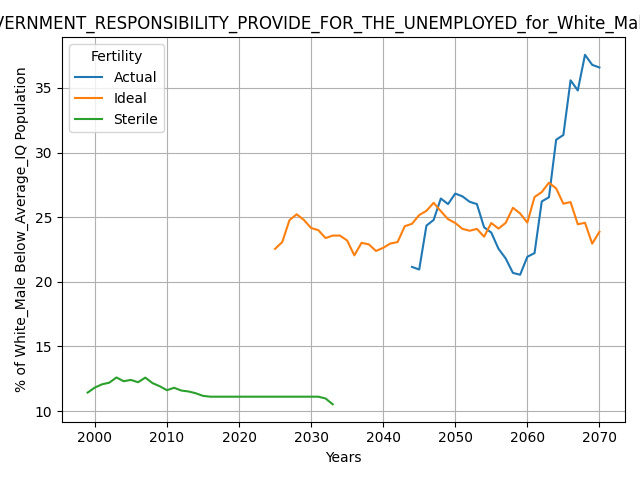 VERNMENT_RESPONSIBILITY_PROVIDE_FOR_THE_UNEMPLOYED_for_White_Mal
Fertility
Actual
Ideal
Sterile
% of White_Male Below_Average_IQ Population
35
30
25
20
15
10
2000 2010 2020 2030 2040 2050 2060 2070
Years